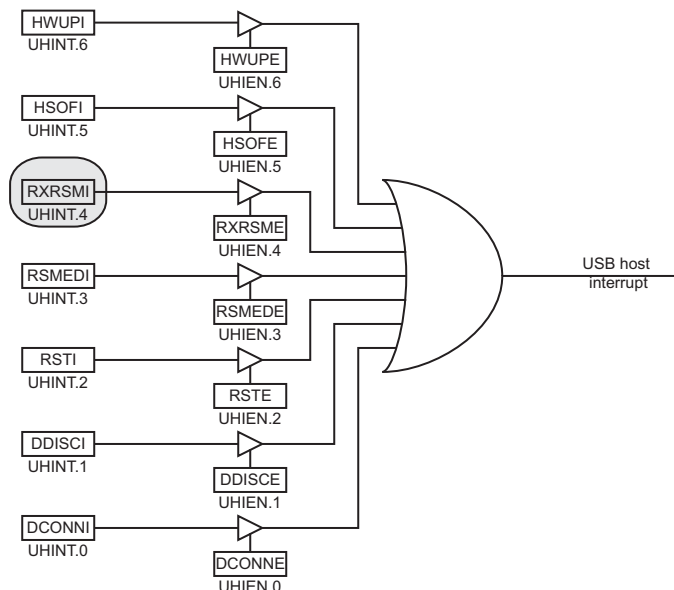 HWUPI
UHINT.6
HWUPE
UHIEN.6
HSOFI
UHINT.5
HSOFE
UHIEN.5
RXRSMI
UHINT.4
RXRSME
UHIEN.4
RSMEDI
UHINT.3
RSMEDE
UHIEN.3
USB host
interrupt
RSTI
UHINT.2
RSTE
UHIEN.2
DDISCI
UHINT.1
DDISCE
UHIEN.1
DCONNI
UHINT.0
DCONNE
UHIEN.0